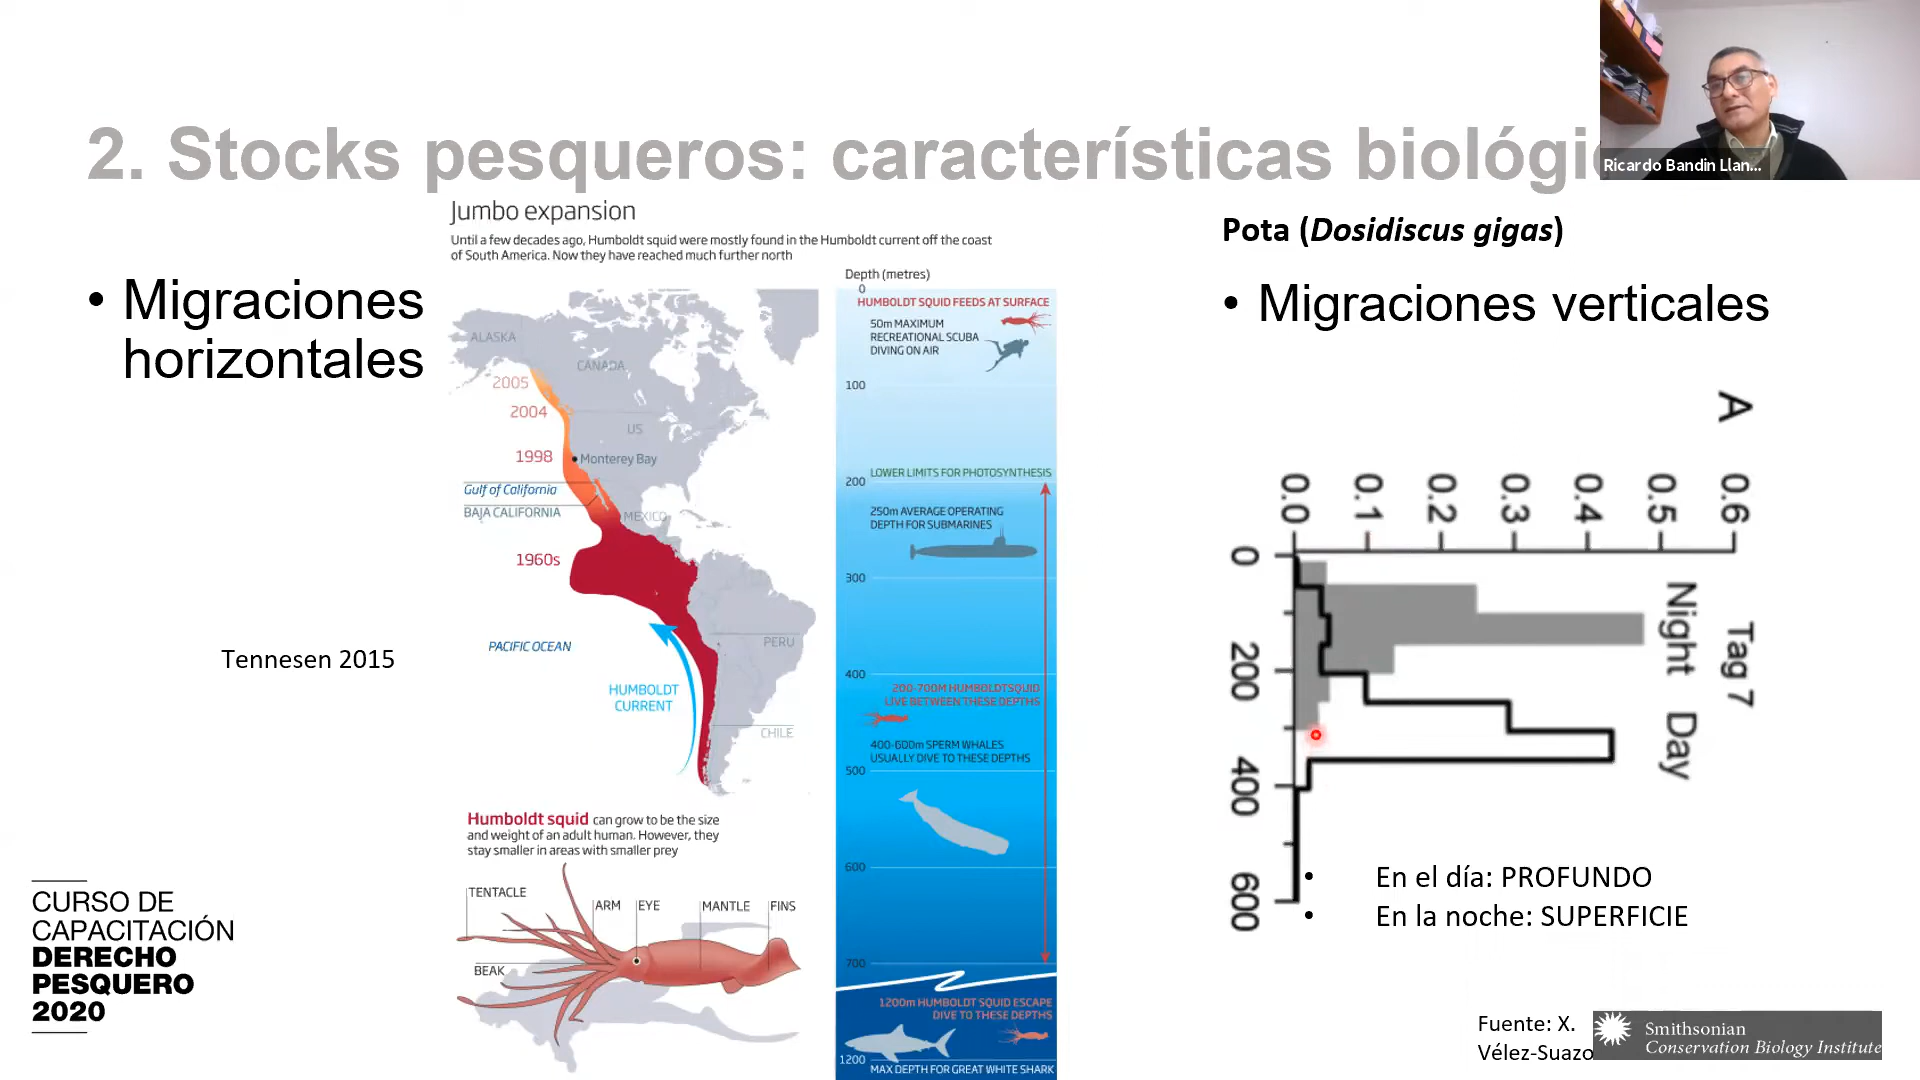 2. Stocks pesqueros: características biológi
Ricardo Bandin Llan...
• Migraciones
horizontales
Tennesen 2015
Jumbo expansion
Until a few decades ago, Humboldt squid were mostly found in the Humboldt current off the coast
of South America. Now they have reached much further north
ALASKA
CANADA
2005
2004
US
1998
Monterey Bay
Gulf of California
BAJA CALIFORNIA
MEXICO
1960s
PACIFIC OCEAN
PERU
HUMBOLDT
CURRENT
CHILE
Humboldt squid can grow to be the size
and weight of an adult human. However, they
stay smaller in areas with smaller prey
TENTACLE
ARM
EYE
MANTLE
FINS
BEAK
Depth (metres)
0
HUMBOLDT SQUID FEEDS AT SURFACE
50m MAXIMUM
RECREATIONAL SCUBA
DIVING ON AIR
100
LOWER LIMITS FOR PHOTOSYNTHESIS
200
250m AVERAGE OPERATING
DEPTH FOR SUBMARINES
300
400
200-700M HUMBOLDT SQUID
LIVE BETWEEN THESE DEPTHS
400-600m SPERM WHALES
USUALLY DIVE TO THESE DEPTHS
500
600
700
1200m HUMBOLDT SQUID ESCAPE
DIVE TO THESE DEPTHS
1200
MAX DEPTH FOR GREAT WHITE SHARK
Pota (Dosidiscus gigas)
• Migraciones verticales
A
0.0
0.1
0.2
0.3
0.4
0.5
0.6
0
200
400
600
Night
Day
Tag 7
• En el día: PROFUNDO
• En la noche: SUPERFICIE
CURSO DE
CAPACITACIÓN
DERECHO
PESQUERO
2020
Fuente: X.
Vélez-Suazo
Smithsonian
Conservation Biology Institute